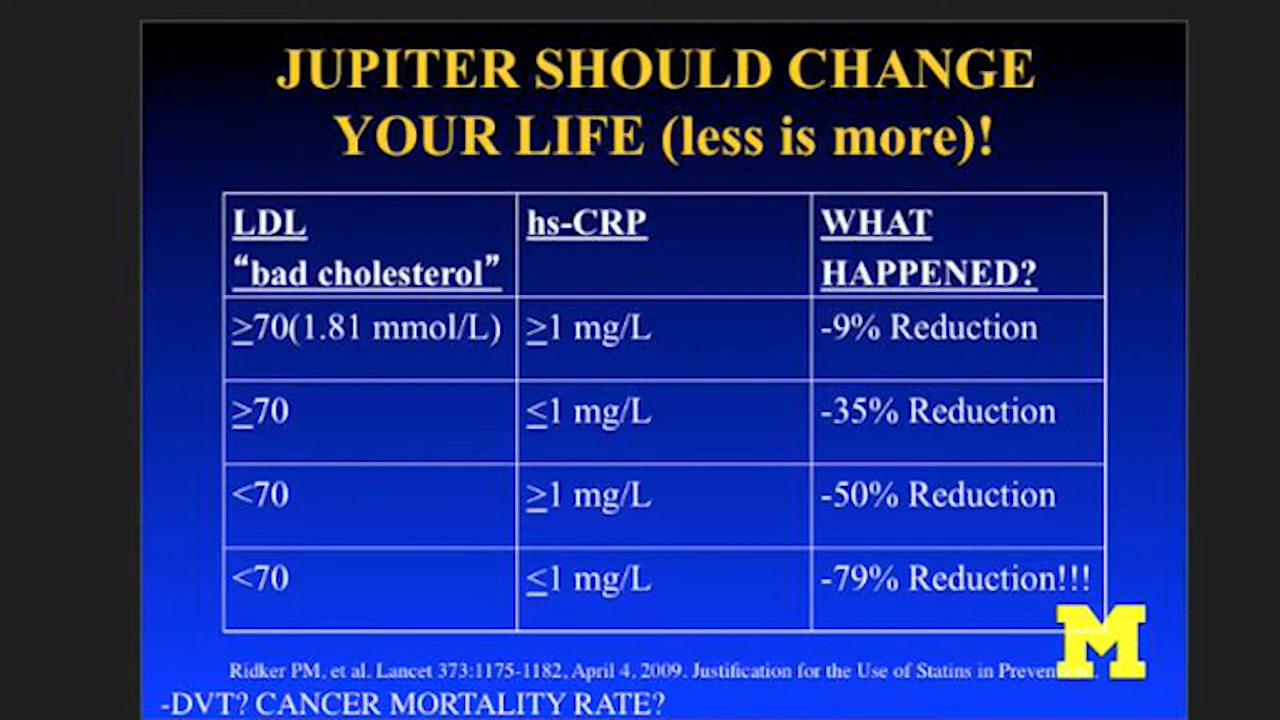 JUPITER SHOULD CHANGE
YOUR LIFE (less is more)!
LDL
“bad cholesterol”
hs-CRP
WHAT
HAPPENED?
≥70(1.81 mmol/L)
≥1 mg/L
-9% Reduction
≥70
≤1 mg/L
-35% Reduction
<70
≥1 mg/L
-50% Reduction
<70
≤1 mg/L
-79% Reduction!!!
M
Ridker PM, et al. Lancet 373:1175-1182, April 4, 2009. Justification for the Use of Statins in
-DVT? CANCER MORTALITY RATE?